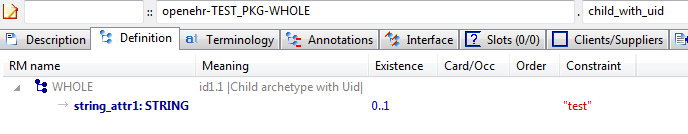 :: openehr-TEST_PKG-WHOLE . child_with_uid
Description Definition Terminology Annotations Interface Slots (0/0) Clients/Suppliers
RM name Meaning Existence Card/Occ Order Constraint
WHOLE id1.1 |Child archetype with Uid|
string_attr1: STRING 0..1 "test"